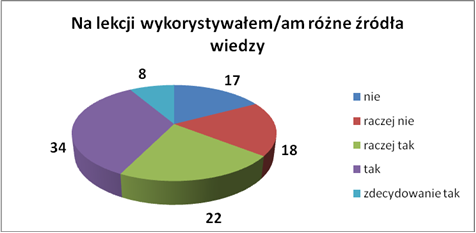 Na lekcji wykorystywałem/am różne źródła
wiedzy
8
17
nie
raczej nie
raczej tak
tak
zdecydowanie tak
34
18
22